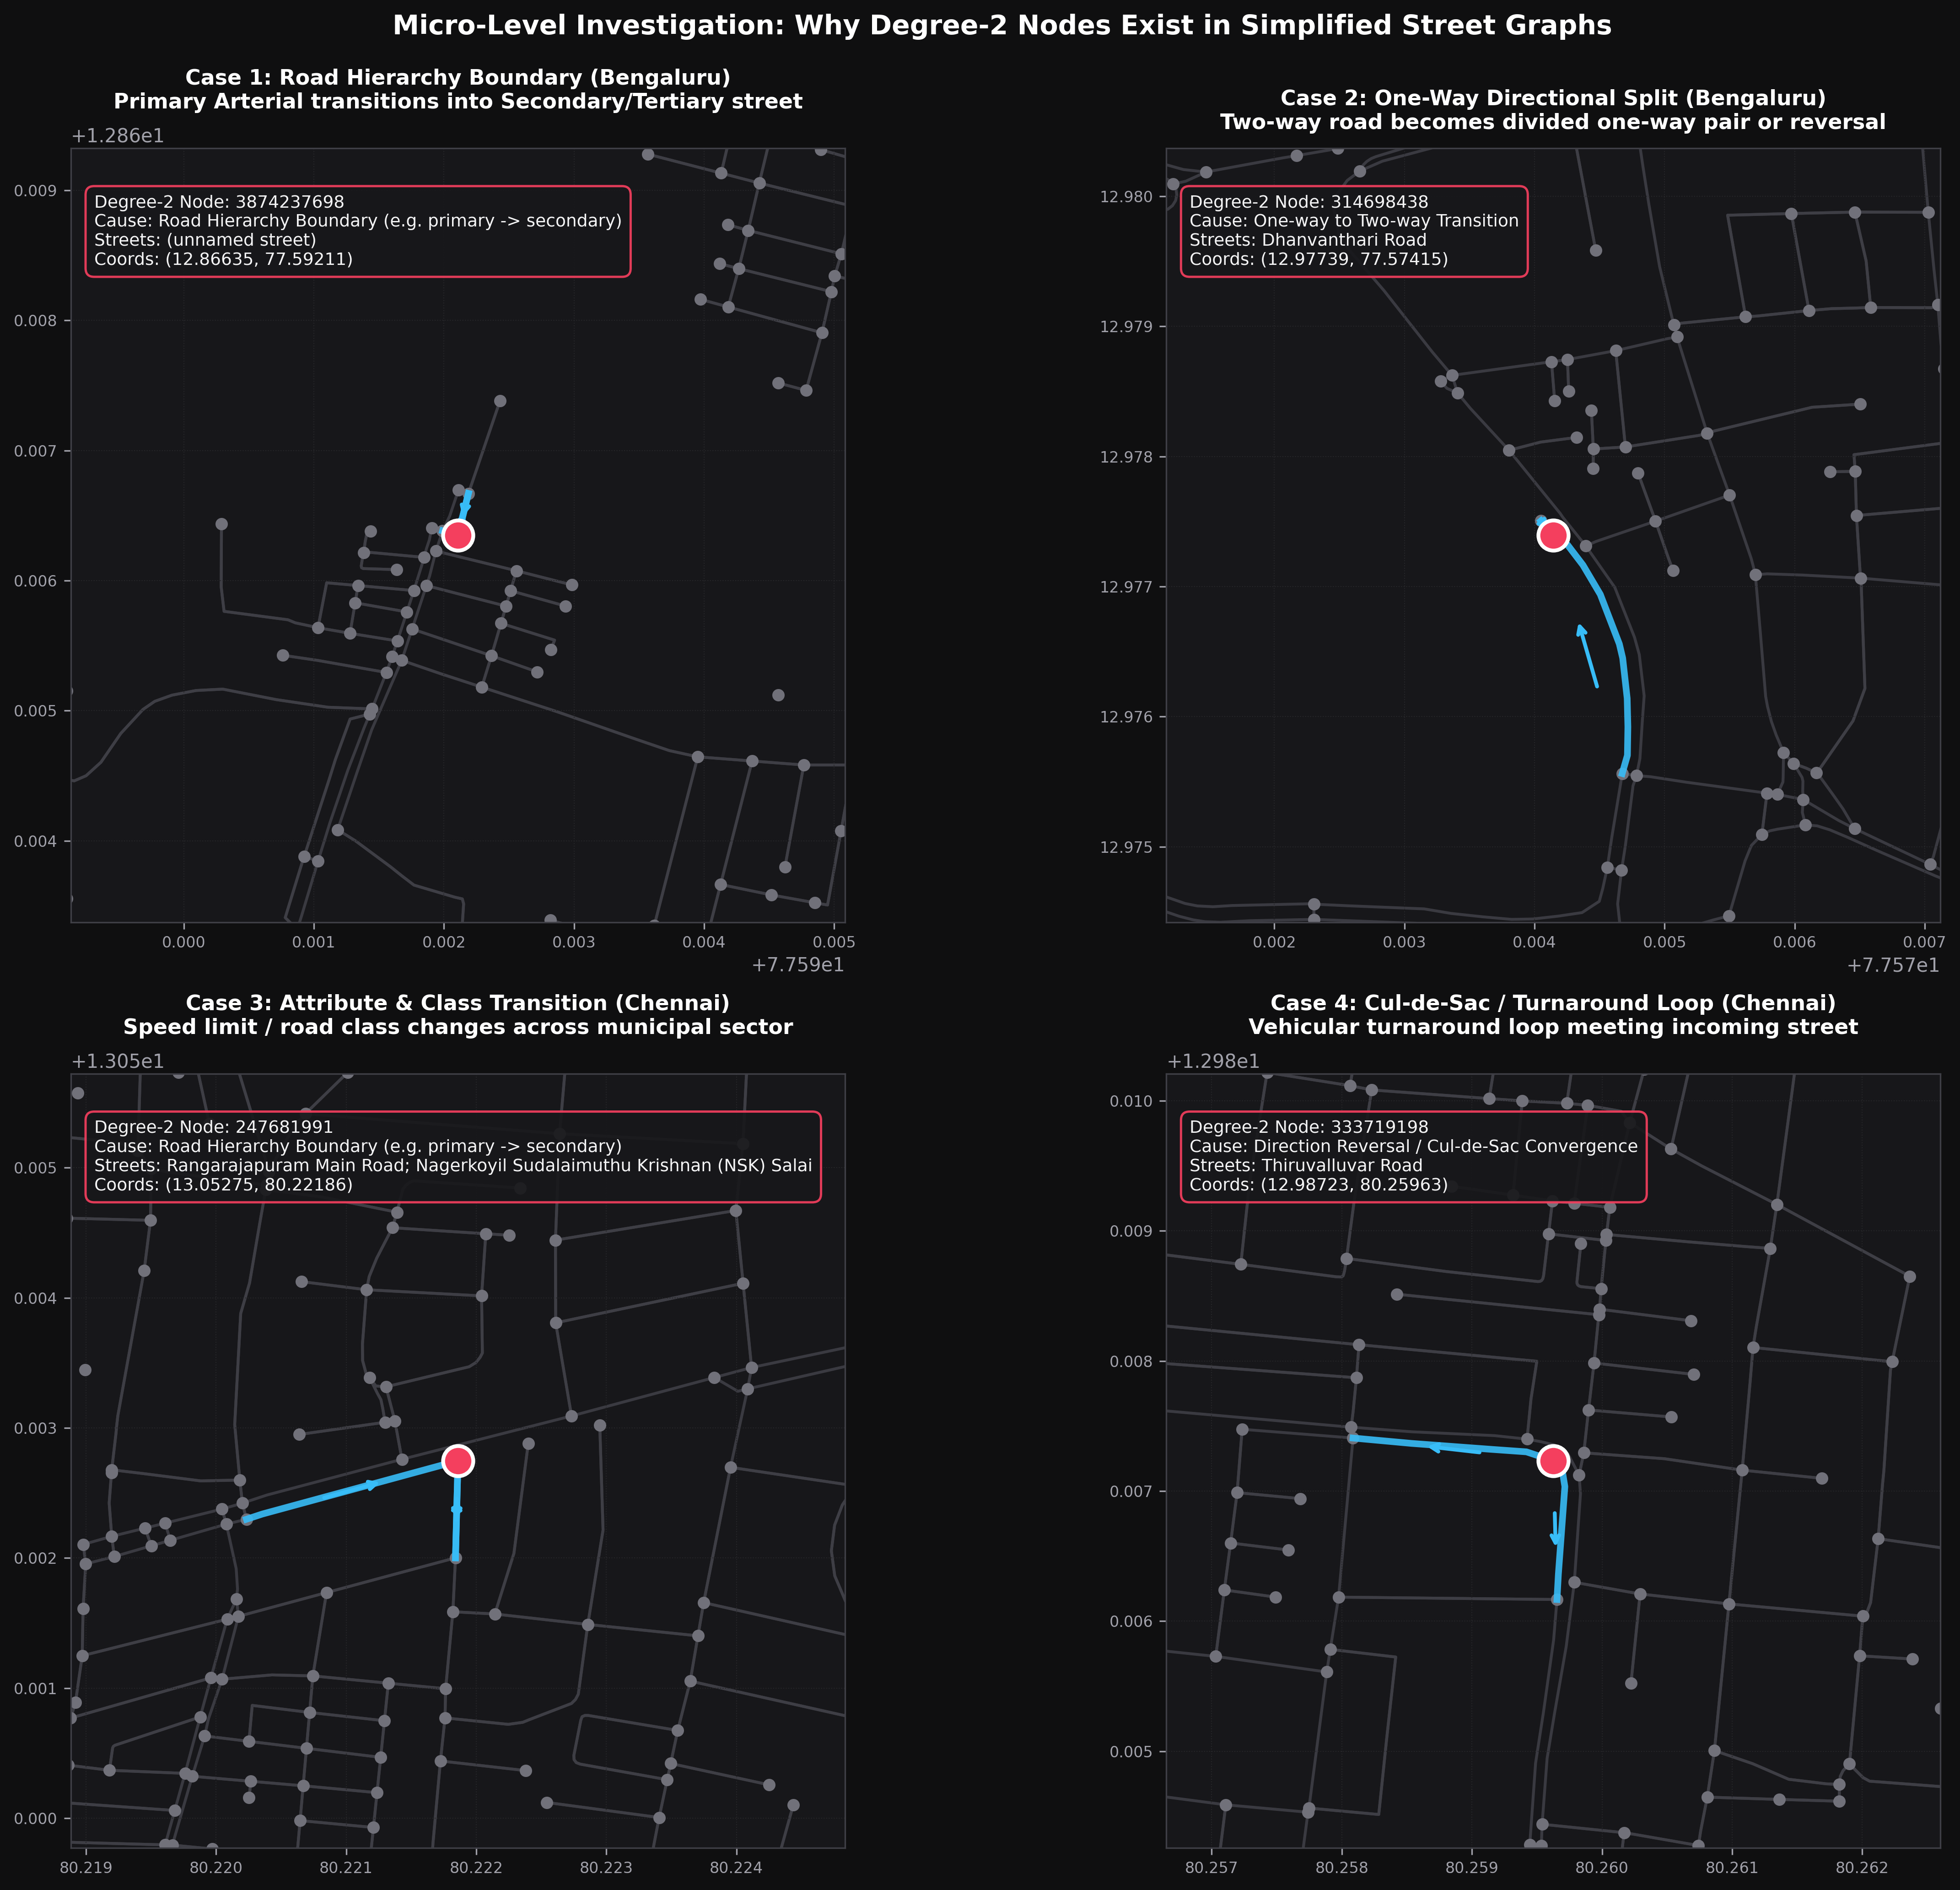 Micro-Level Investigation: Why Degree-2 Nodes Exist in Simplified Street Graphs
Case 1: Road Hierarchy Boundary (Bengaluru)
Primary Arterial transitions into Secondary/Tertiary street
+1.286e1
Degree-2 Node: 3874237698
Cause: Road Hierarchy Boundary (e.g. primary -> secondary)
Streets: (unnamed street)
Coords: (12.86635, 77.59211)
0.009
0.008
0.007
0.006
0.005
0.004
0.000
0.001
0.002
0.003
0.004
0.005
+7.759e1
Case 2: One-Way Directional Split (Bengaluru)
Two-way road becomes divided one-way pair or reversal
Degree-2 Node: 314698438
Cause: One-way to Two-way Transition
Streets: Dhanvanthari Road
Coords: (12.97739, 77.57415)
12.980
12.979
12.978
12.977
12.976
12.975
0.002
0.003
0.004
0.005
0.006
0.007
+7.757e1
Case 3: Attribute & Class Transition (Chennai)
Speed limit / road class changes across municipal sector
+1.305e1
Degree-2 Node: 247681991
Cause: Road Hierarchy Boundary (e.g. primary -> secondary)
Streets: Rangarajapuram Main Road; Nagerkoyil Sudalaimuthu Krishnan (NSK) Salai
Coords: (13.05275, 80.22186)
0.005
0.004
0.003
0.002
0.001
0.000
80.219
80.220
80.221
80.222
80.223
80.224
Case 4: Cul-de-Sac / Turnaround Loop (Chennai)
Vehicular turnaround loop meeting incoming street
+1.298e1
Degree-2 Node: 333719198
Cause: Direction Reversal / Cul-de-Sac Convergence
Streets: Thiruvalluvar Road
Coords: (12.98723, 80.25963)
0.010
0.009
0.008
0.007
0.006
0.005
80.257
80.258
80.259
80.260
80.261
80.262